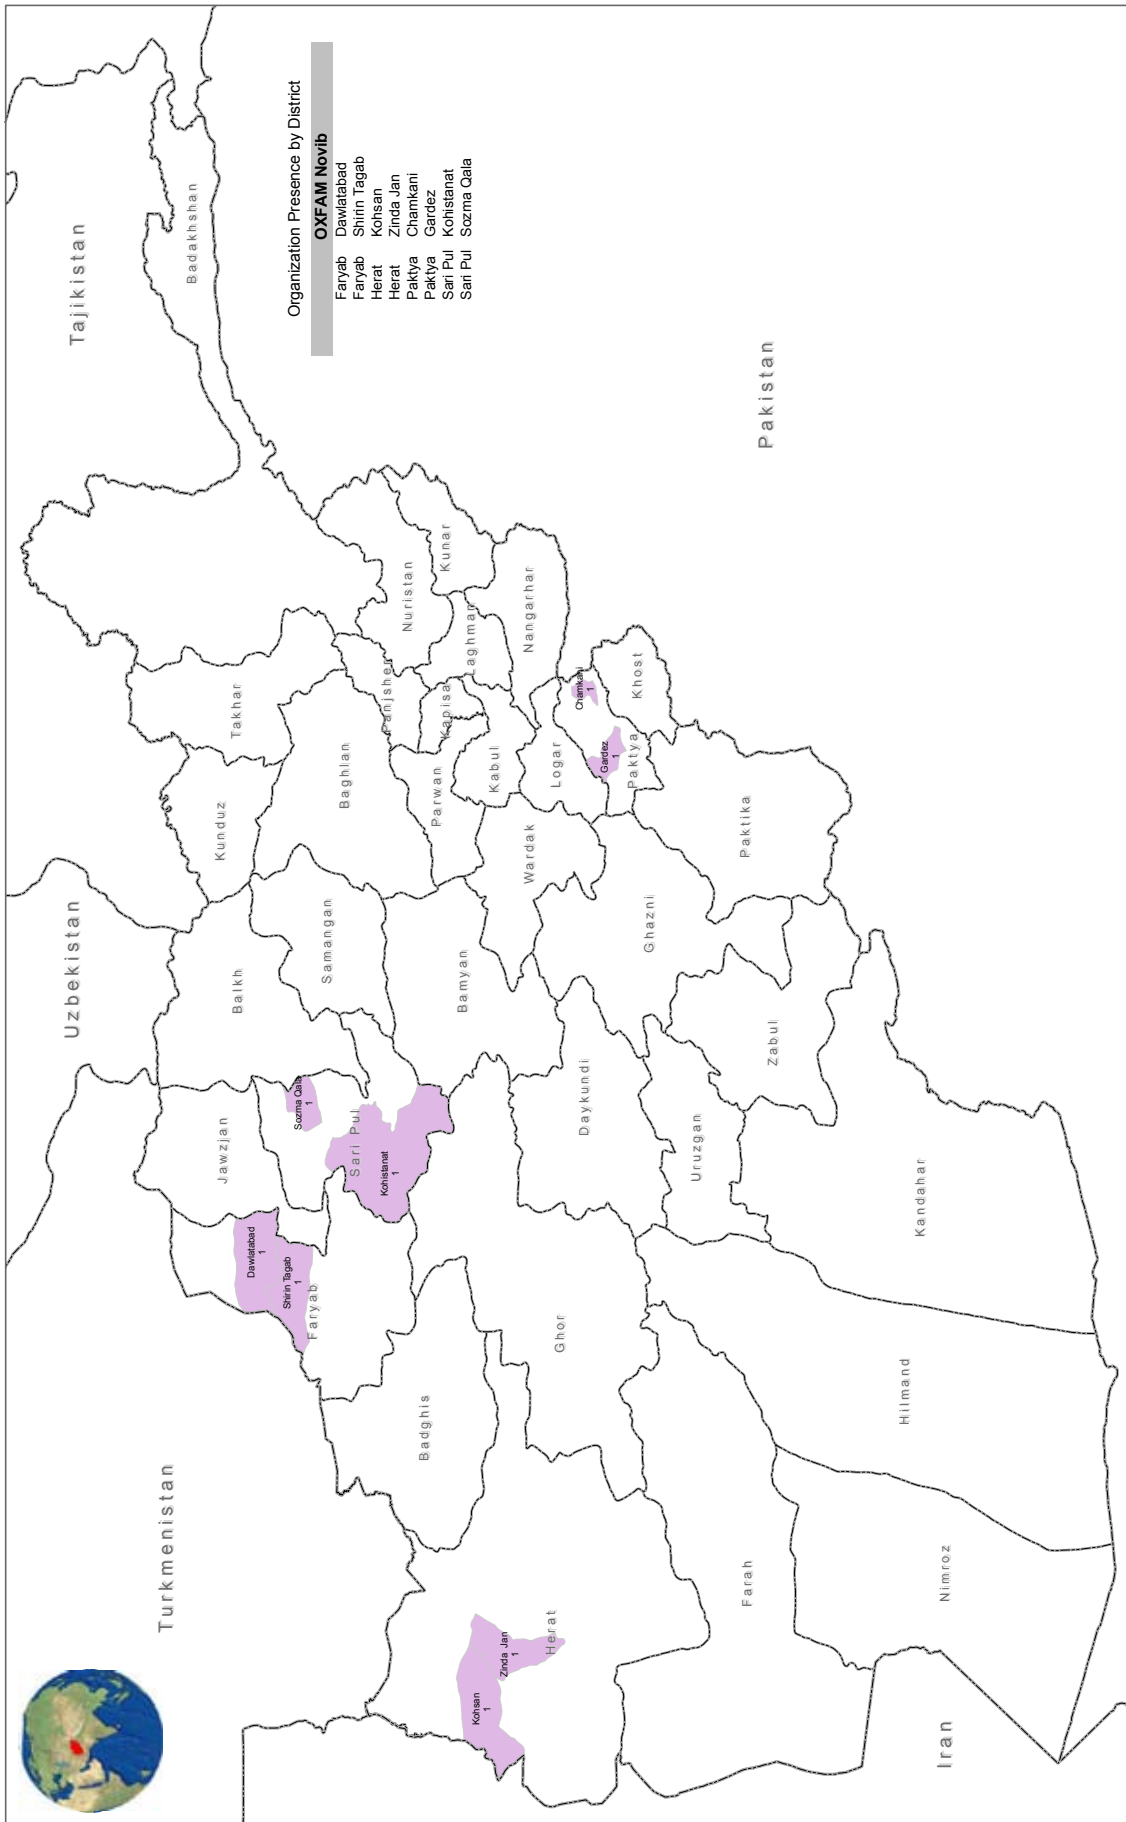 Tajikistan
Uzbekistan
Turkmenistan
Pakistan
Iran
Organization Presence by District
OXFAM Novib
Faryab Dawlatabad
Faryab Shirin Tagab
Herat Kohsan
Herat Zinda Jan
Paktya Chamkani
Paktya Gardez
Sari Pul Kohistanat
Sari Pul Sozma Qala
Badakhshan
Takhar
Kunduz
Balkh
Jawzjan
Dawlatabad
1
Shirin Tagab
1
Faryab
Sozma Qala
1
Sari Pul
Kohistanat
1
Samangan
Baghlan
Panjsher
Nuristan
Kunar
Laghman
Kapisa
Parwan
Kabul
Nangarhar
Logar
Wardak
Bamyan
Badghis
Kohsan
1
Zinda Jan
1
Herat
Ghor
Daykundi
Ghazni
Chamkani
1
Gardez
1
Paktya
Khost
Paktika
Zabul
Uruzgan
Farah
Kandahar
Hilmand
Nimroz